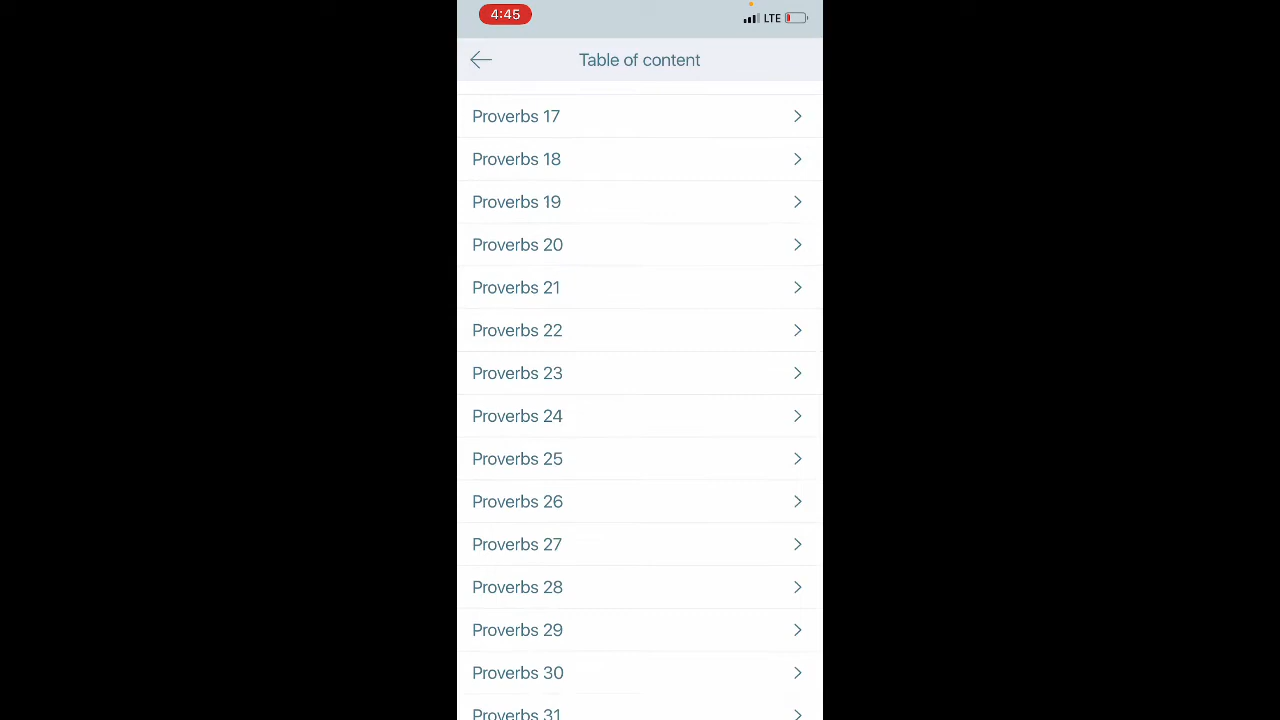 4:45
LTE
Table of content
Proverbs 17
Proverbs 18
Proverbs 19
Proverbs 20
Proverbs 21
Proverbs 22
Proverbs 23
Proverbs 24
Proverbs 25
Proverbs 26
Proverbs 27
Proverbs 28
Proverbs 29
Proverbs 30
Proverbs 31